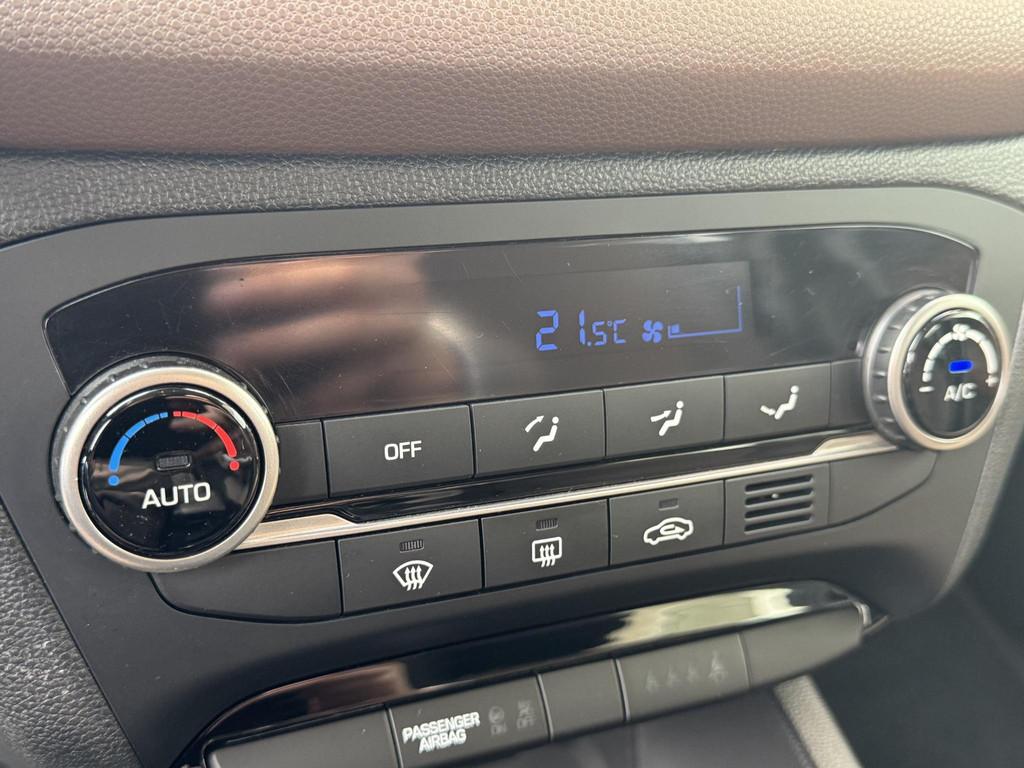 21.5°C
A/C
- +
OFF
AUTO
PASSENGER
AIRBAG